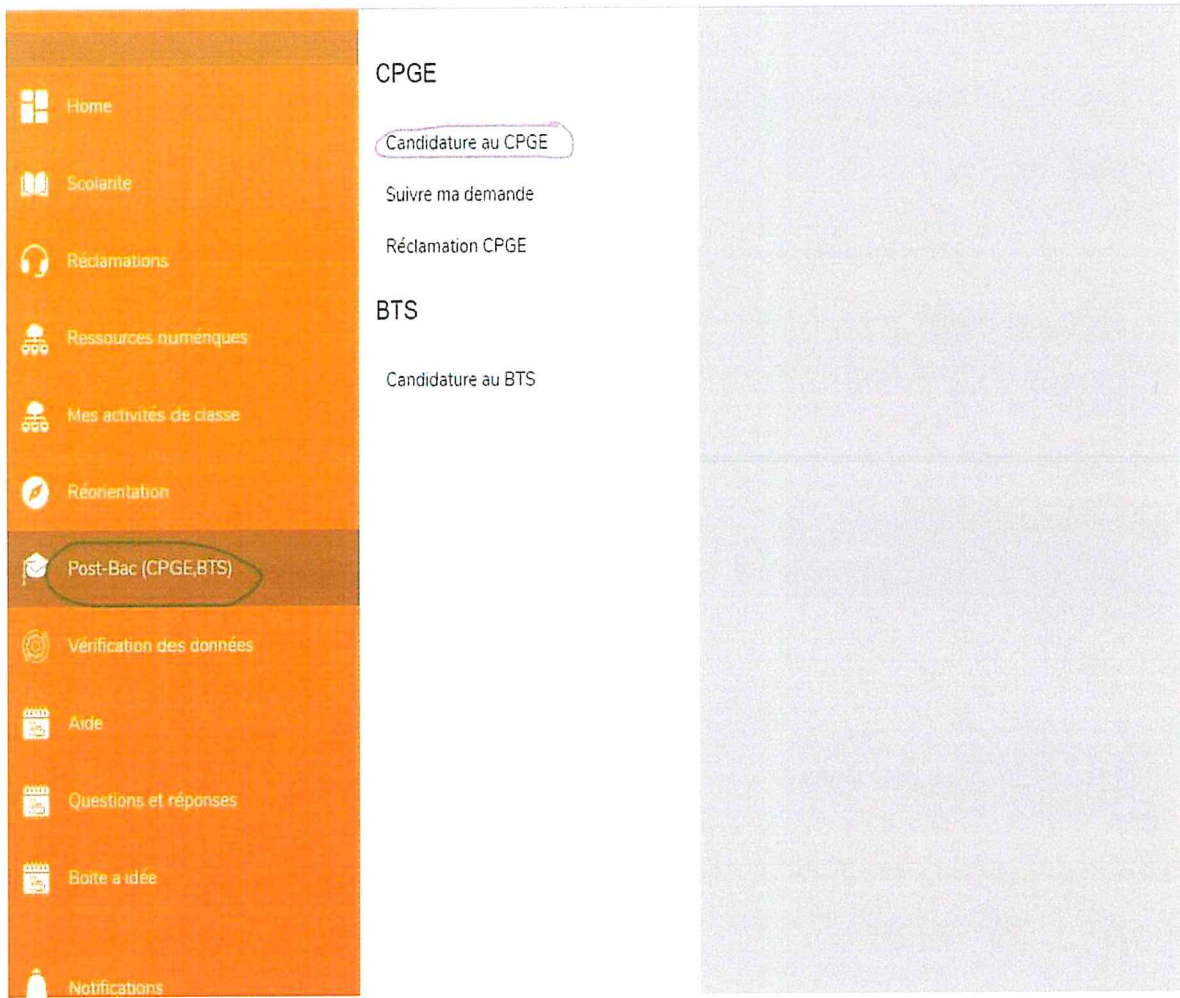 Home
Scolarite
Réclamations
Ressources numériques
Mes activités de classe
Réorientation
Post-Bac (CPGE,BTS)
Vérification des données
Aide
Questions et réponses
Boite a idée
Notifications
CPGE
Candidature au CPGE
Suivre ma demande
Réclamation CPGE
BTS
Candidature au BTS